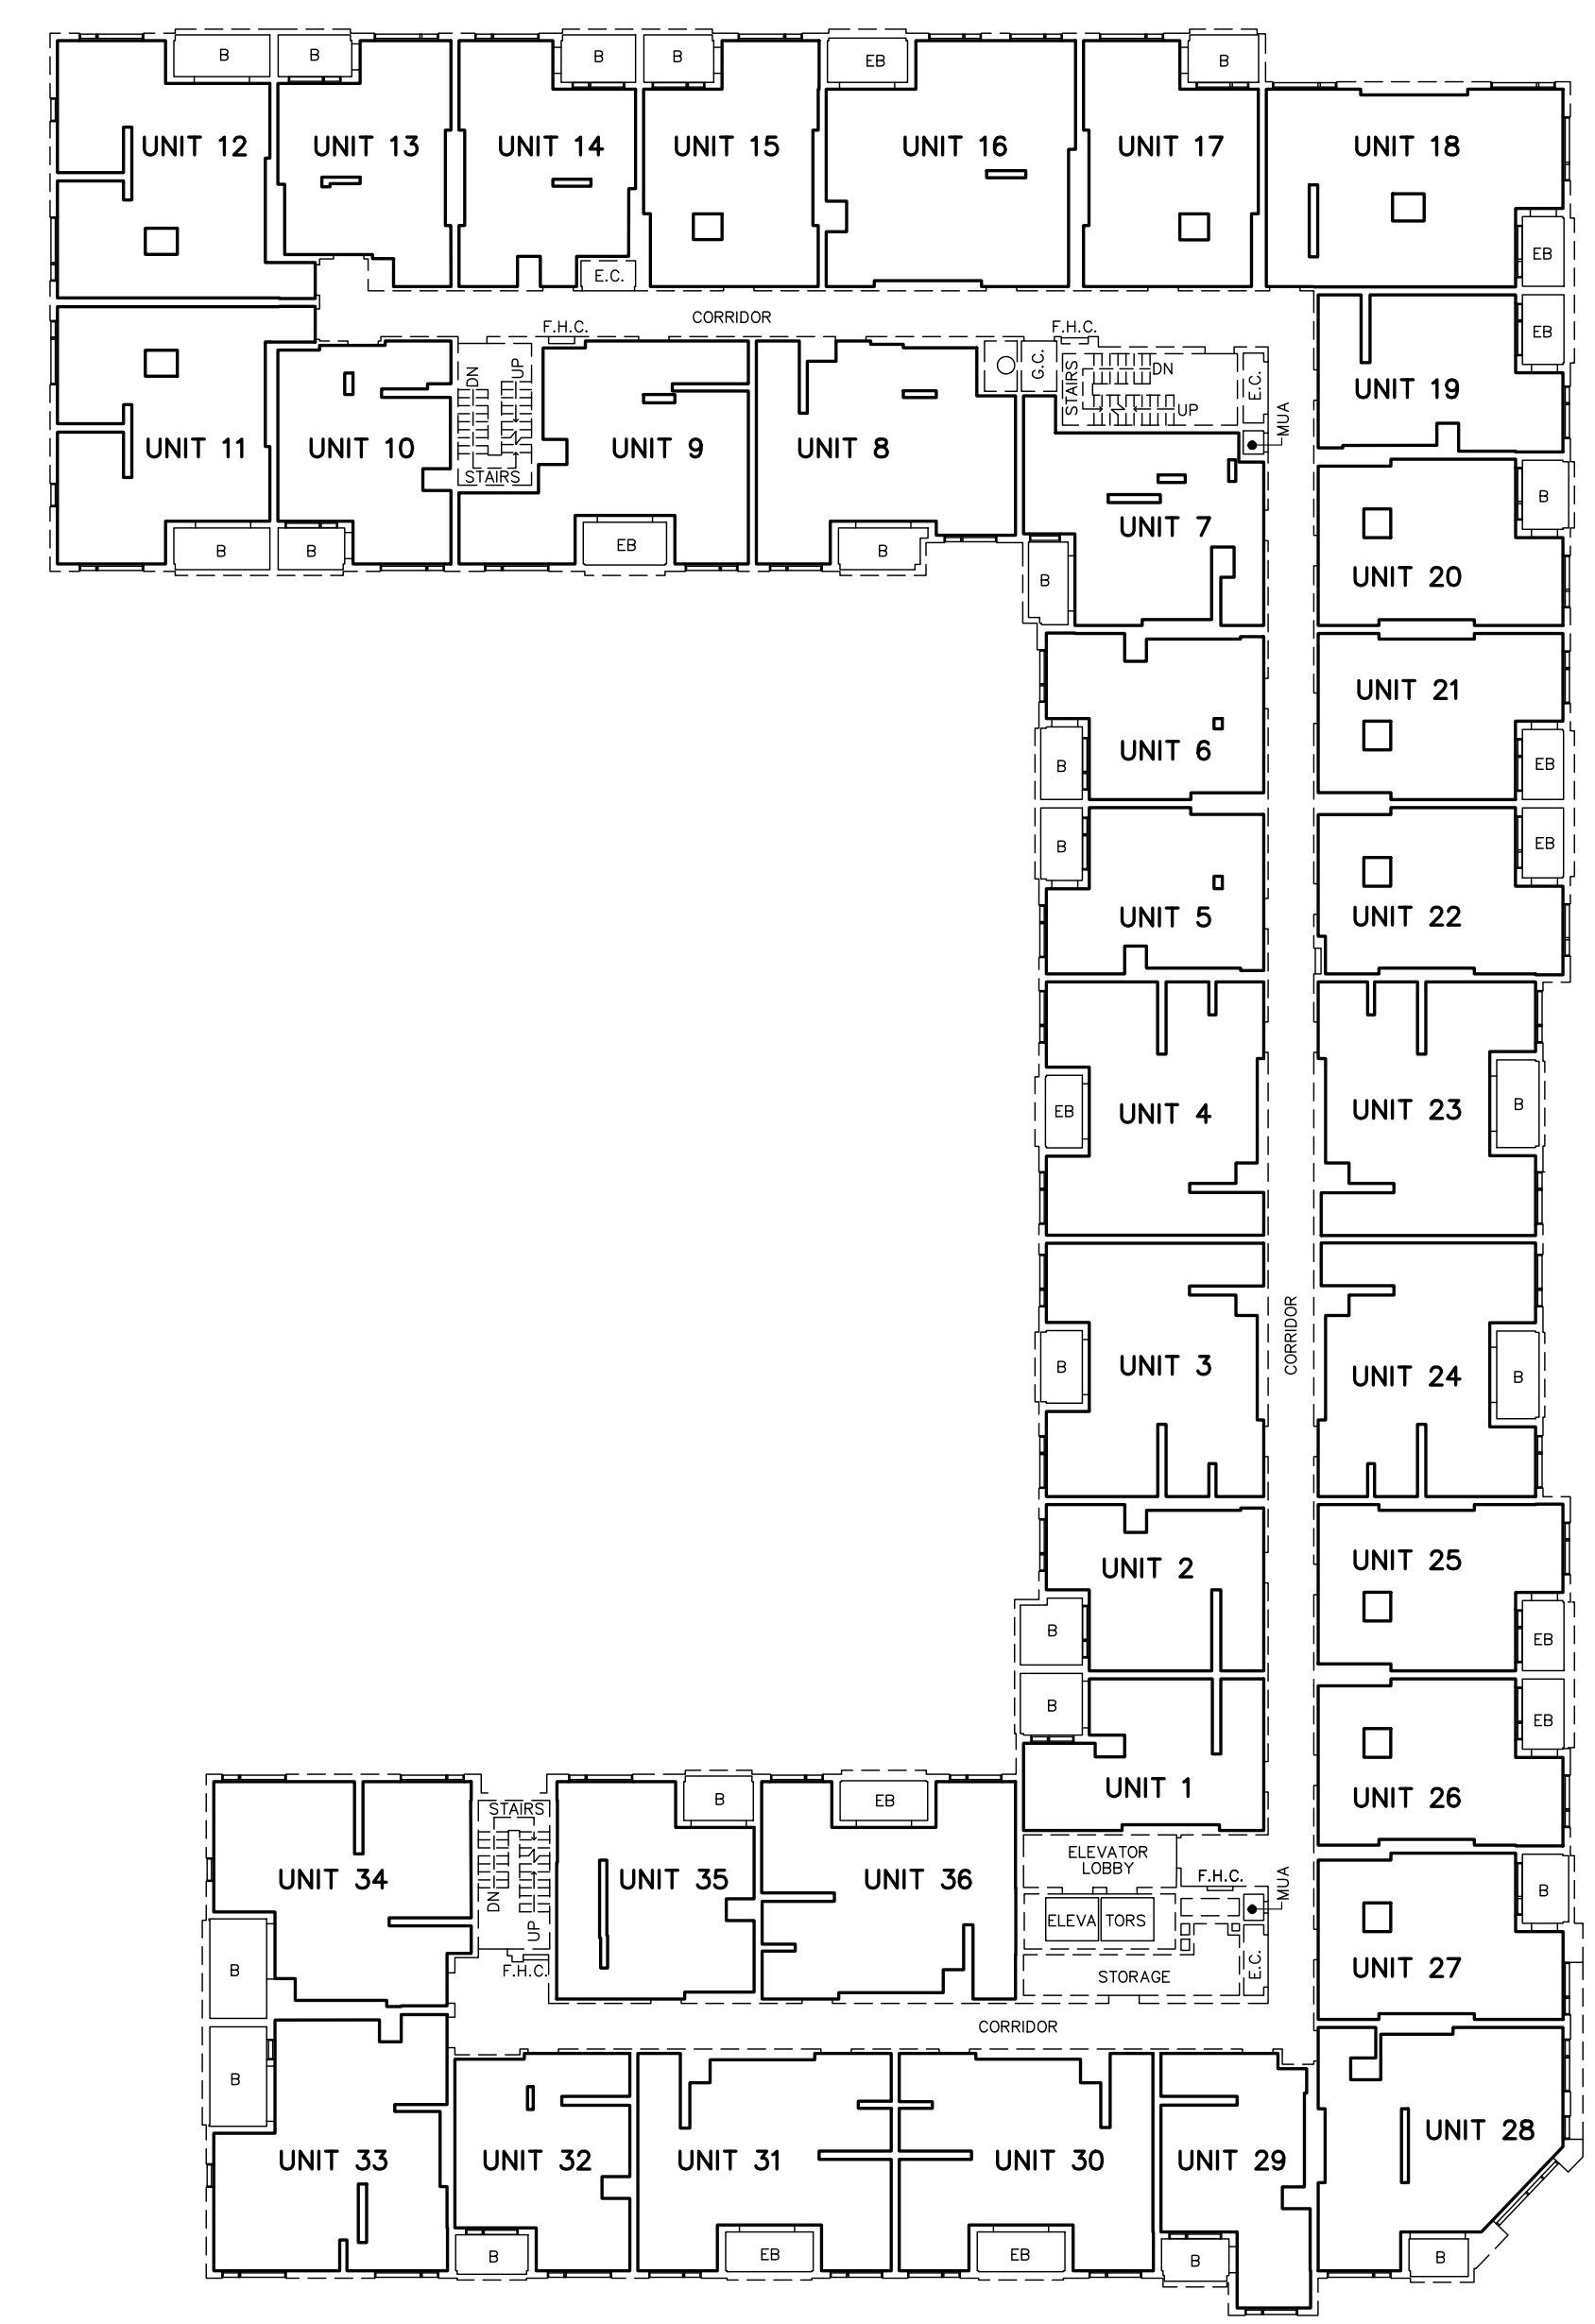 B
B
B
B
EB
B
UNIT 12
UNIT 13
UNIT 14
UNIT 15
UNIT 16
UNIT 17
UNIT 18
EB
E.C.
CORRIDOR
F.H.C.
F.H.C.
EB
STAIRS
DN
UP
E.C.
MUA
G.C.
DN
UP
STAIRS
UNIT 19
UNIT 11
UNIT 10
UNIT 9
UNIT 8
B
UNIT 7
B
B
EB
B
B
UNIT 20
UNIT 21
UNIT 6
B
EB
B
EB
UNIT 5
UNIT 22
EB
UNIT 4
UNIT 23
B
CORRIDOR
B
UNIT 3
UNIT 24
B
UNIT 2
UNIT 25
B
EB
B
EB
UNIT 1
UNIT 26
STAIRS
DN
UP
F.H.C.
B
EB
ELEVATOR
LOBBY
UNIT 34
UNIT 35
UNIT 36
F.H.C.
MUA
B
ELEVA
TORS
E.C.
STORAGE
B
UNIT 27
CORRIDOR
B
UNIT 28
UNIT 33
UNIT 32
UNIT 31
UNIT 30
UNIT 29
B
EB
EB
B
B